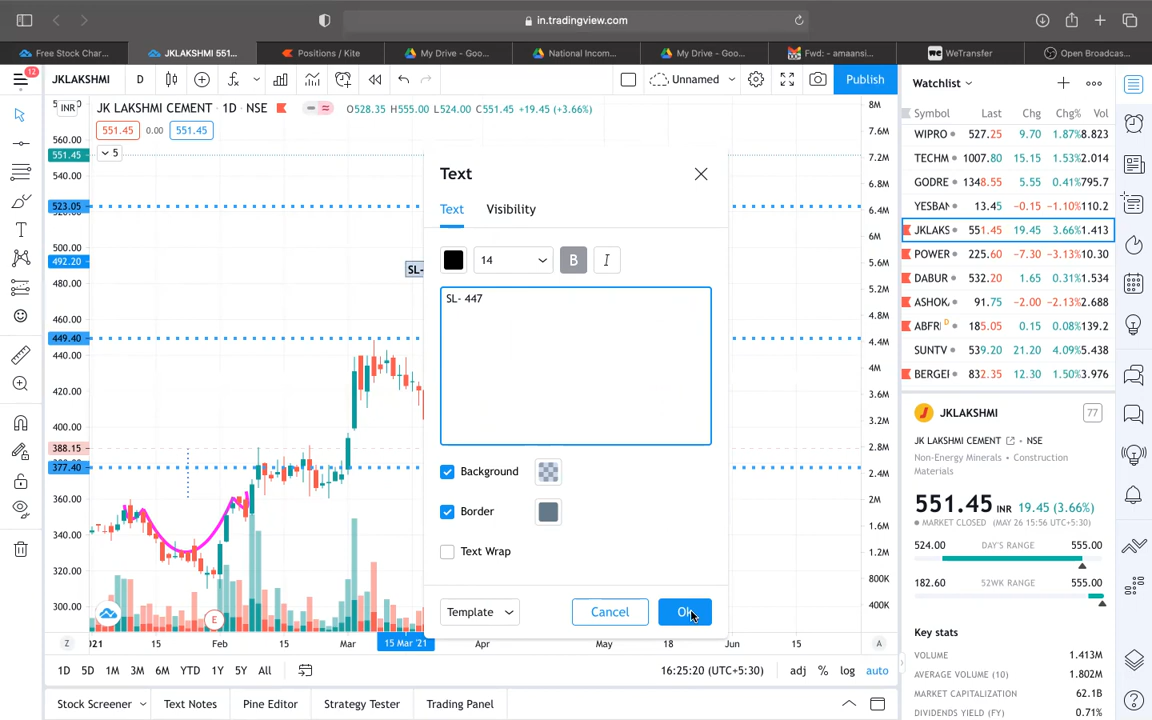 in.tradingview.com
Free Stock Char...
JKLAKSHMI 551...
Positions / Kite
My Drive - Goo...
National Incom...
My Drive - Goo...
Fwd: - amaansi...
WeTransfer
Open Broadcas...
12
JKLAKSHMI
D
Unnamed
Publish
Watchlist
INR
JK LAKSHMI CEMENT · 1D · NSE
O528.35 H555.00 L524.00 C551.45 +19.45 (+3.66%)
551.45
0.00
551.45
5
560.00
551.45
540.00
523.05
500.00
492.20
480.00
460.00
449.40
440.00
420.00
400.00
388.15
377.40
360.00
340.00
320.00
300.00
SL-
E
Text
Text
Visibility
14
B
I
SL- 447
Background
Border
Text Wrap
Template
Cancel
Ok
8M
7.6M
7.2M
6.8M
6.4M
6M
5.6M
5.2M
4.8M
4.4M
4M
3.6M
3.2M
2.8M
2.4M
2M
1.6M
1.2M
800K
400K
Z
021
15
Feb
15
Mar
15 Mar '21
Apr
May
18
Jun
15
A
1D
5D
1M
3M
6M
YTD
1Y
5Y
All
16:25:20 (UTC+5:30)
adj
%
log
auto
Stock Screener
Text Notes
Pine Editor
Strategy Tester
Trading Panel
Symbol Last Chg Chg% Vol
WIPRO 527.25 9.70 1.87% 8.823
TECHM 1007.80 15.15 1.53% 2.014
GODRE 1348.55 5.55 0.41% 795.7
YESBAN 13.45 −0.15 −1.10% 110.2
JKLAKS 551.45 19.45 3.66% 1.413
POWER 225.60 −7.30 −3.13% 10.30
DABUR 532.20 1.65 0.31% 1.534
ASHOK 91.75 −2.00 −2.13% 2.688
ABFRI D 185.05 0.15 0.08% 139.2
SUNTV 539.20 21.20 4.09% 5.438
BERGEI 832.35 12.30 1.50% 3.976
JKLAKSHMI
77
JK LAKSHMI CEMENT • NSE
Non-Energy Minerals • Construction
Materials
551.45 INR 19.45 (3.66%)
MARKET CLOSED (MAY 26 15:56 UTC+5:30)
524.00 DAY'S RANGE 555.00
182.60 52WK RANGE 555.00
Key stats
VOLUME 1.413M
AVERAGE VOLUME (10) 1.802M
MARKET CAPITALIZATION 62.1B
DIVIDENDS YIELD (FY) 0.71%